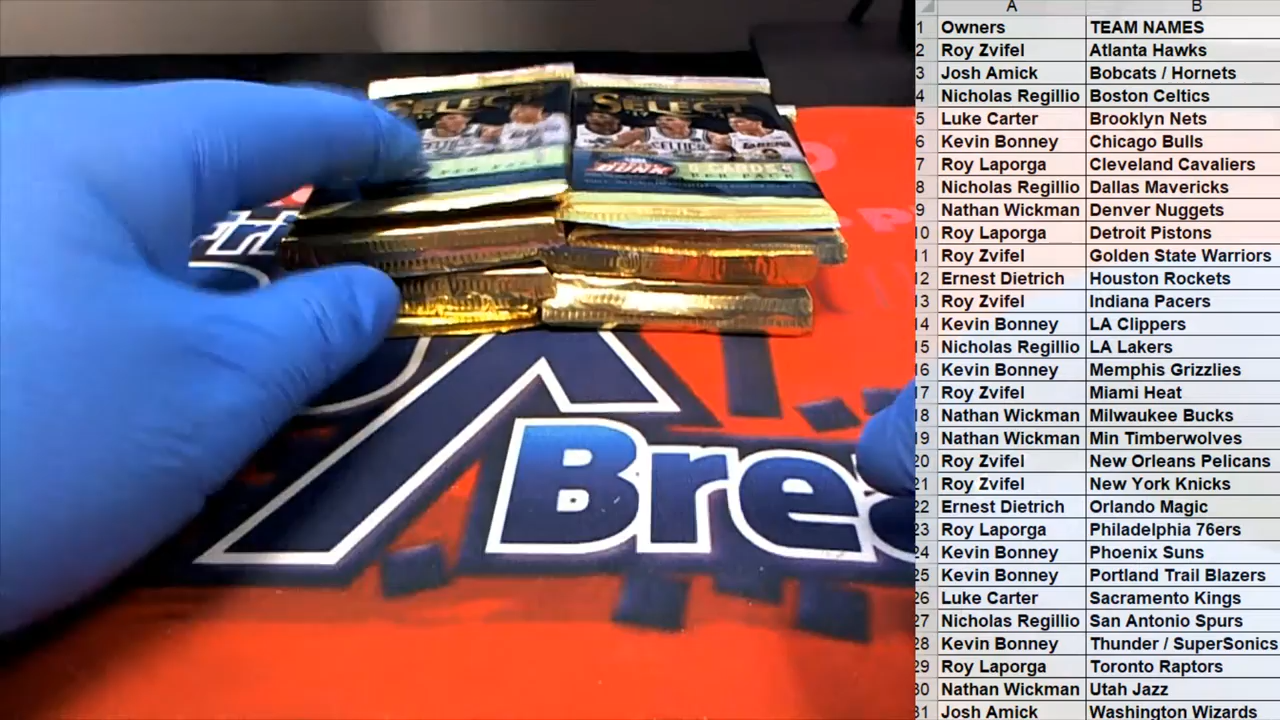 SELECT
SELECT
CELTICS
DUNK
PER PACK
PER PACK
Brea
A B
1 Owners TEAM NAMES
2 Roy Zvifel Atlanta Hawks
3 Josh Amick Bobcats / Hornets
4 Nicholas Regillio Boston Celtics
5 Luke Carter Brooklyn Nets
6 Kevin Bonney Chicago Bulls
7 Roy Laporga Cleveland Cavaliers
8 Nicholas Regillio Dallas Mavericks
9 Nathan Wickman Denver Nuggets
10 Roy Laporga Detroit Pistons
11 Roy Zvifel Golden State Warriors
12 Ernest Dietrich Houston Rockets
13 Roy Zvifel Indiana Pacers
14 Kevin Bonney LA Clippers
15 Nicholas Regillio LA Lakers
16 Kevin Bonney Memphis Grizzlies
17 Roy Zvifel Miami Heat
18 Nathan Wickman Milwaukee Bucks
19 Nathan Wickman Min Timberwolves
20 Roy Zvifel New Orleans Pelicans
21 Roy Zvifel New York Knicks
22 Ernest Dietrich Orlando Magic
23 Roy Laporga Philadelphia 76ers
24 Kevin Bonney Phoenix Suns
25 Kevin Bonney Portland Trail Blazers
26 Luke Carter Sacramento Kings
27 Nicholas Regillio San Antonio Spurs
28 Kevin Bonney Thunder / SuperSonics
29 Roy Laporga Toronto Raptors
30 Nathan Wickman Utah Jazz
31 Josh Amick Washington Wizards